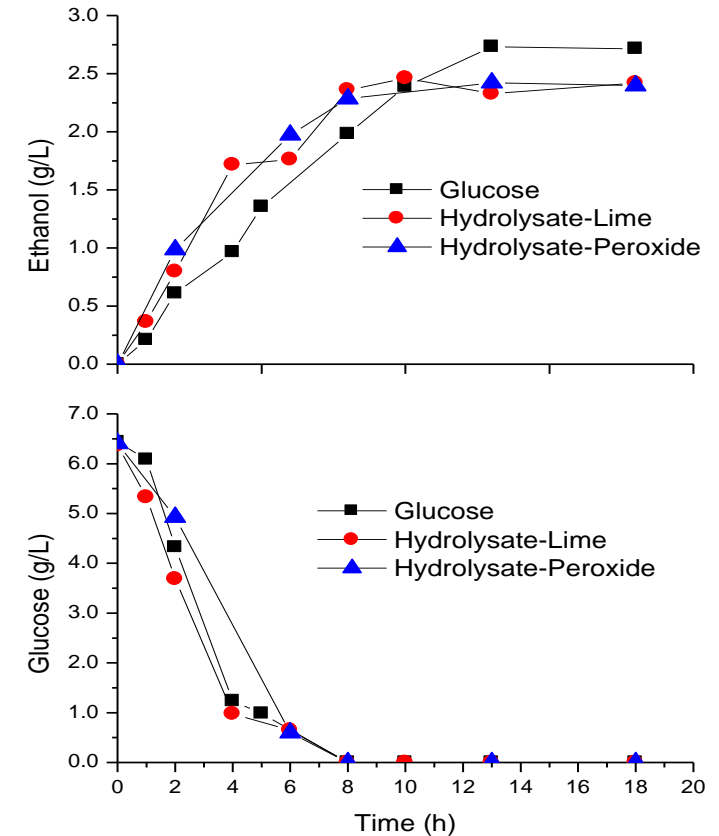 Ethanol (g/L)
3.0
2.5
2.0
1.5
1.0
0.5
0.0
Glucose
Hydrolysate-Lime
Hydrolysate-Peroxide
Glucose (g/L)
7.0
6.0
5.0
4.0
3.0
2.0
1.0
0.0
Glucose
Hydrolysate-Lime
Hydrolysate-Peroxide
0 2 4 6 8 10 12 14 16 18 20
Time (h)